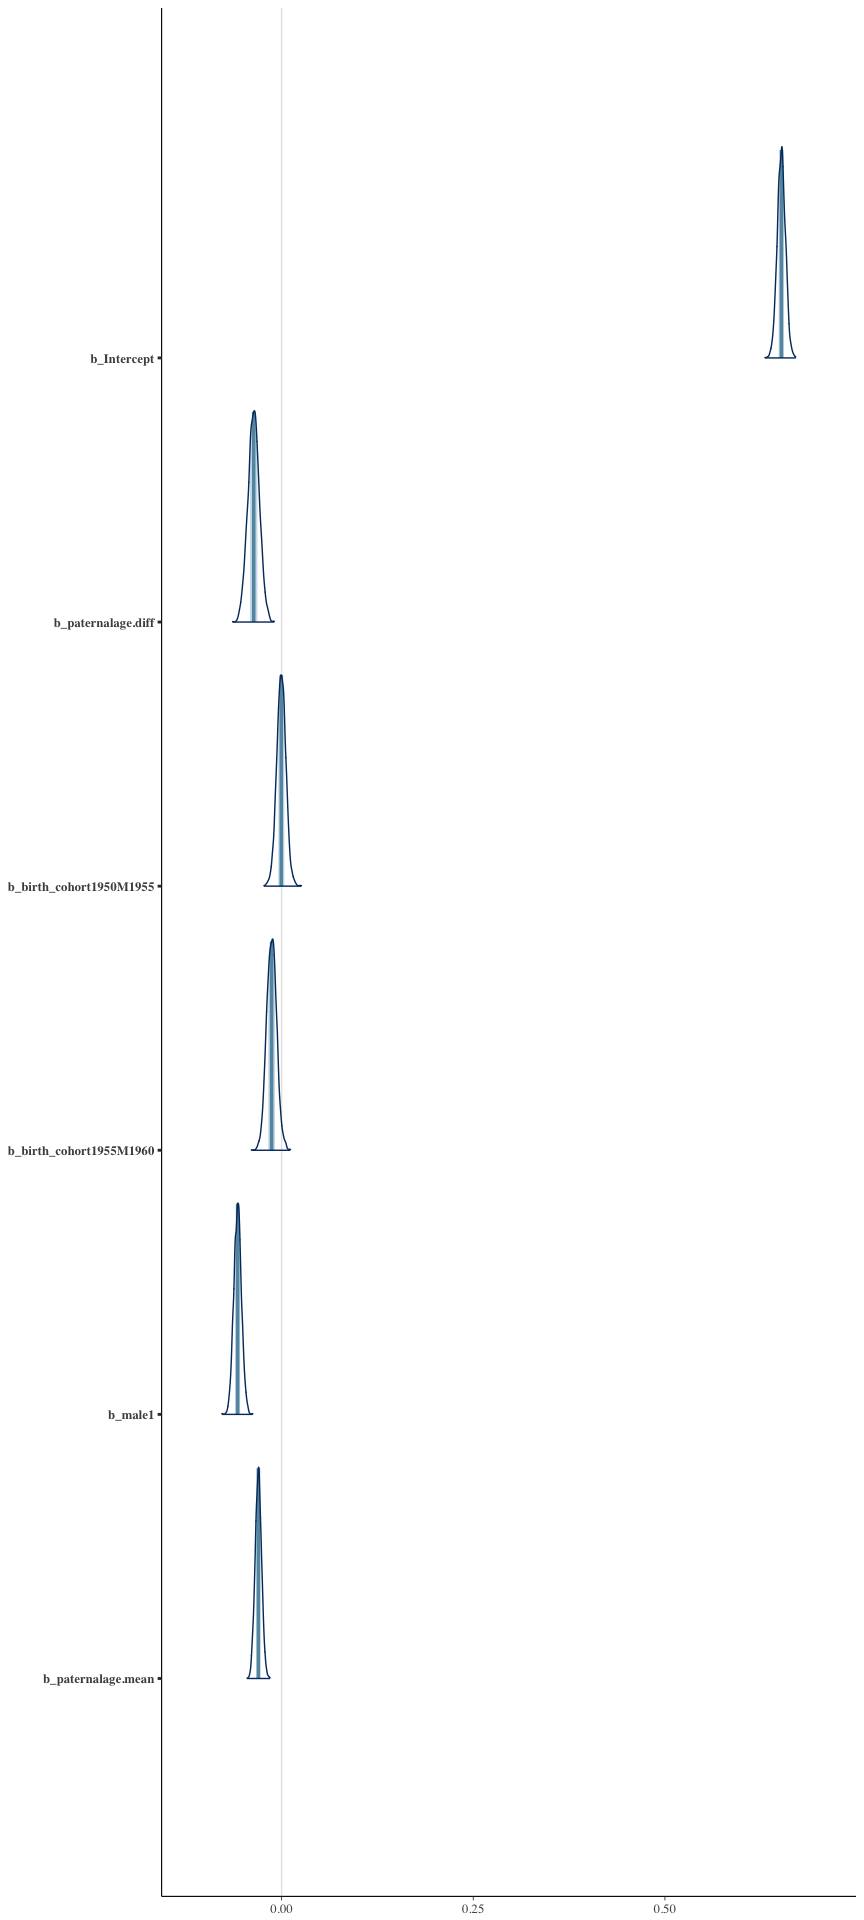 b_Intercept
b_paternalage.diff
b_birth_cohort1950M1955
b_birth_cohort1955M1960
b_male1
b_paternalage.mean
0.00 0.25 0.50